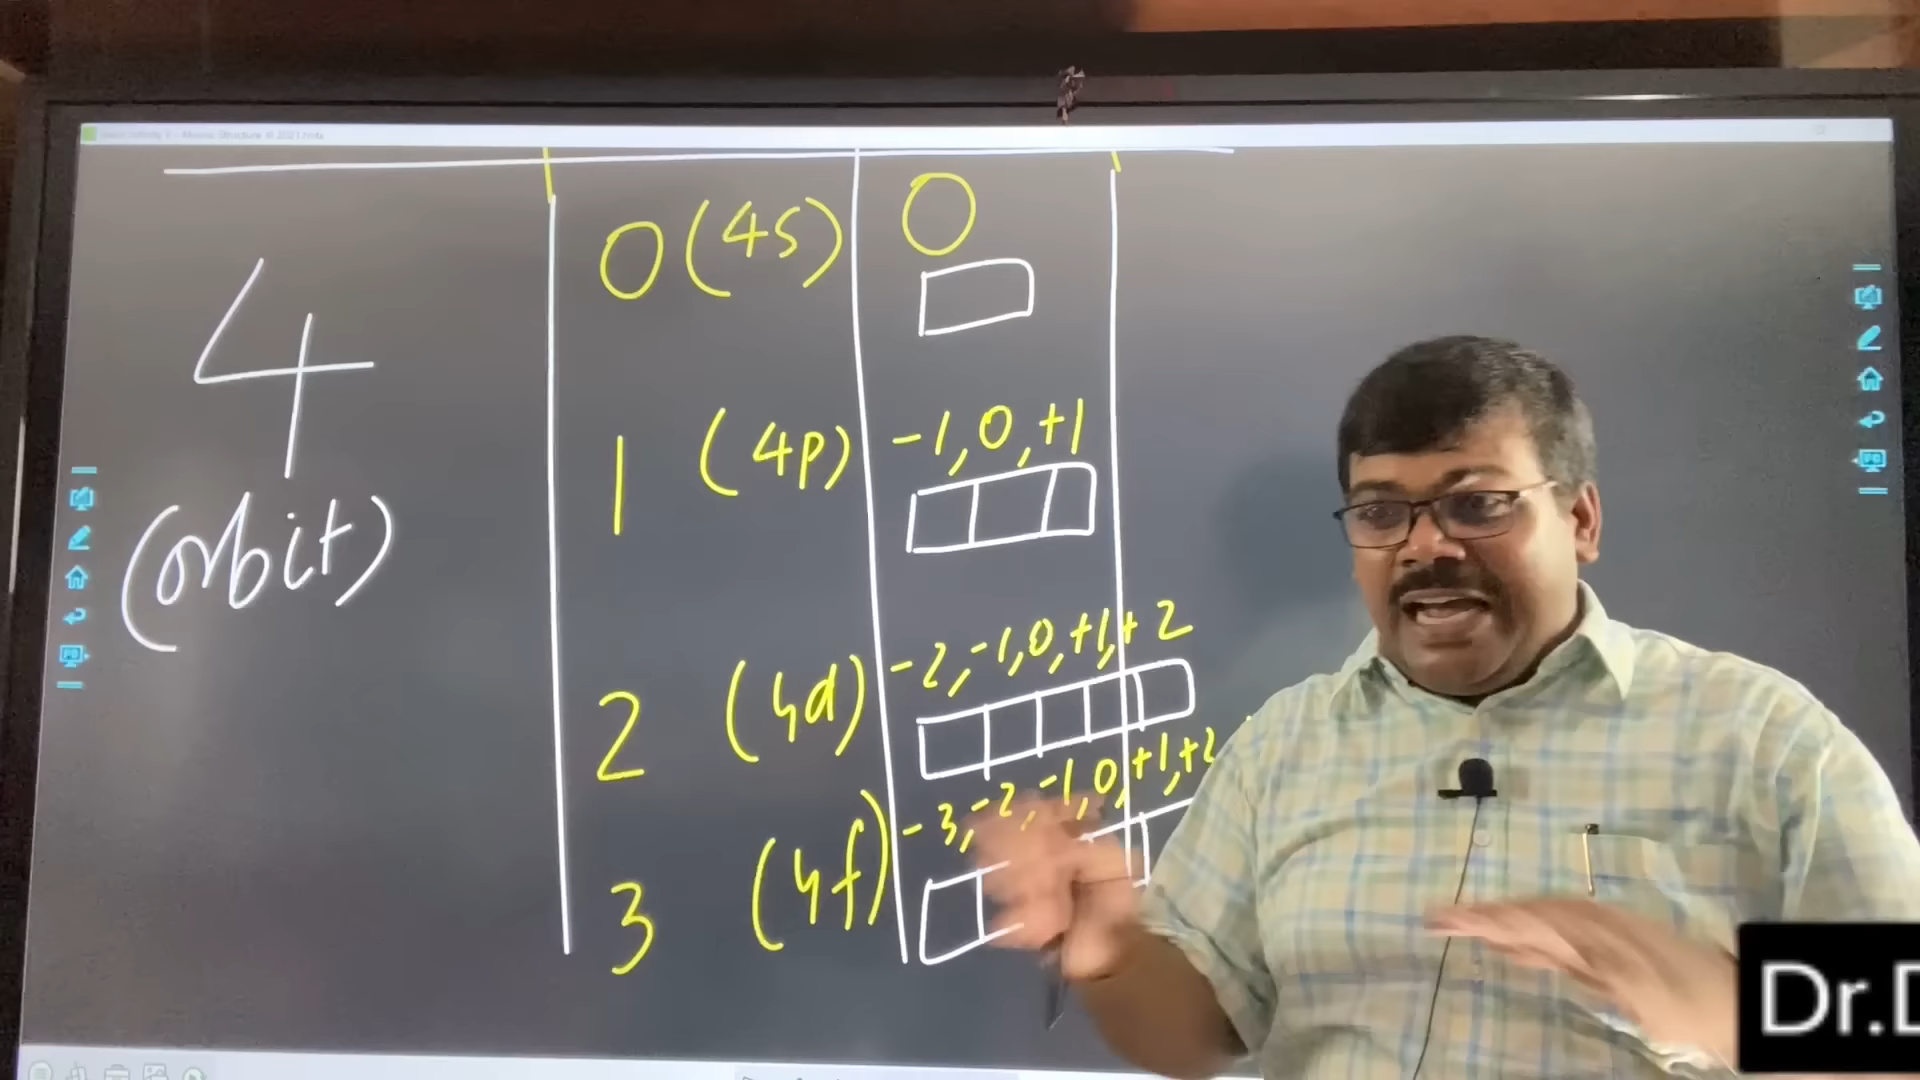 4
(orbit)
0 (4s) 0
1 (4p) -1, 0, +1
2 (4d) -2, -1, 0, +1, +2
3 (4f) -3, -2, -1, 0, +1, +2
Dr.D